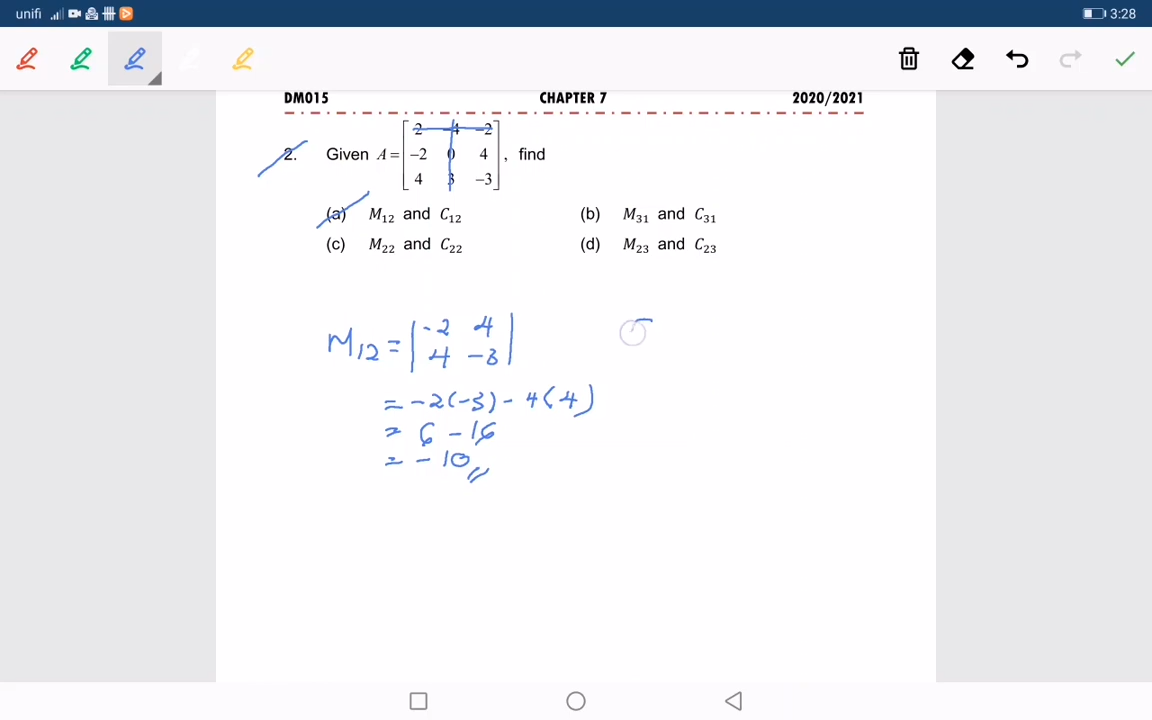 unifi 3:28
DM015 CHAPTER 7 2020/2021
2. Given A = [2 -4 -2
-2 0 4
4 3 -3], find
(a) M12 and C12 (b) M31 and C31
(c) M22 and C22 (d) M23 and C23
M12 = |-2 4
4 -3|
= -2(-3) - 4(4)
= 6 - 16
= -10